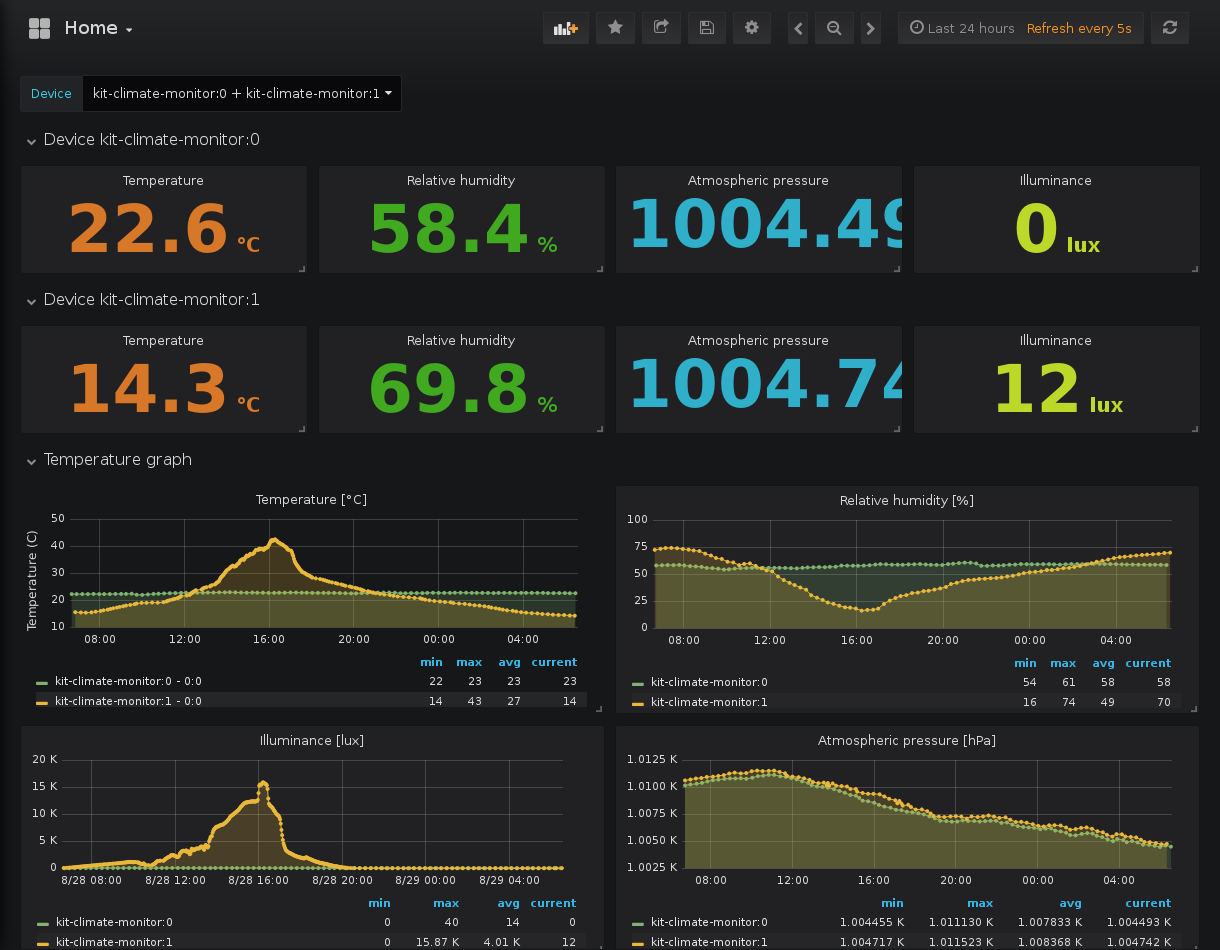 Home
Last 24 hours Refresh every 5s
Device kit-climate-monitor:0 + kit-climate-monitor:1
Device kit-climate-monitor:0
Temperature Relative humidity Atmospheric pressure Illuminance
22.6 °C 58.4 % 1004.49 0 lux
Device kit-climate-monitor:1
Temperature Relative humidity Atmospheric pressure Illuminance
14.3 °C 69.8 % 1004.74 12 lux
Temperature graph
Temperature [°C]
Temperature (C)
50
40
30
20
10
08:00 12:00 16:00 20:00 00:00 04:00
min max avg current
kit-climate-monitor:0 - 0:0 22 23 23 23
kit-climate-monitor:1 - 0:0 14 43 27 14
Relative humidity [%]
100
75
50
25
0
08:00 12:00 16:00 20:00 00:00 04:00
min max avg current
kit-climate-monitor:0 54 61 58 58
kit-climate-monitor:1 16 74 49 70
Illuminance [lux]
20 K
15 K
10 K
5 K
0
8/28 08:00 8/28 12:00 8/28 16:00 8/28 20:00 8/29 00:00 8/29 04:00
min max avg current
kit-climate-monitor:0 0 40 14 0
kit-climate-monitor:1 0 15.87 K 4.01 K 12
Atmospheric pressure [hPa]
1.0125 K
1.0100 K
1.0075 K
1.0050 K
1.0025 K
08:00 12:00 16:00 20:00 00:00 04:00
min max avg current
kit-climate-monitor:0 1.004455 K 1.011130 K 1.007833 K 1.004493 K
kit-climate-monitor:1 1.004717 K 1.011523 K 1.008368 K 1.004742 K